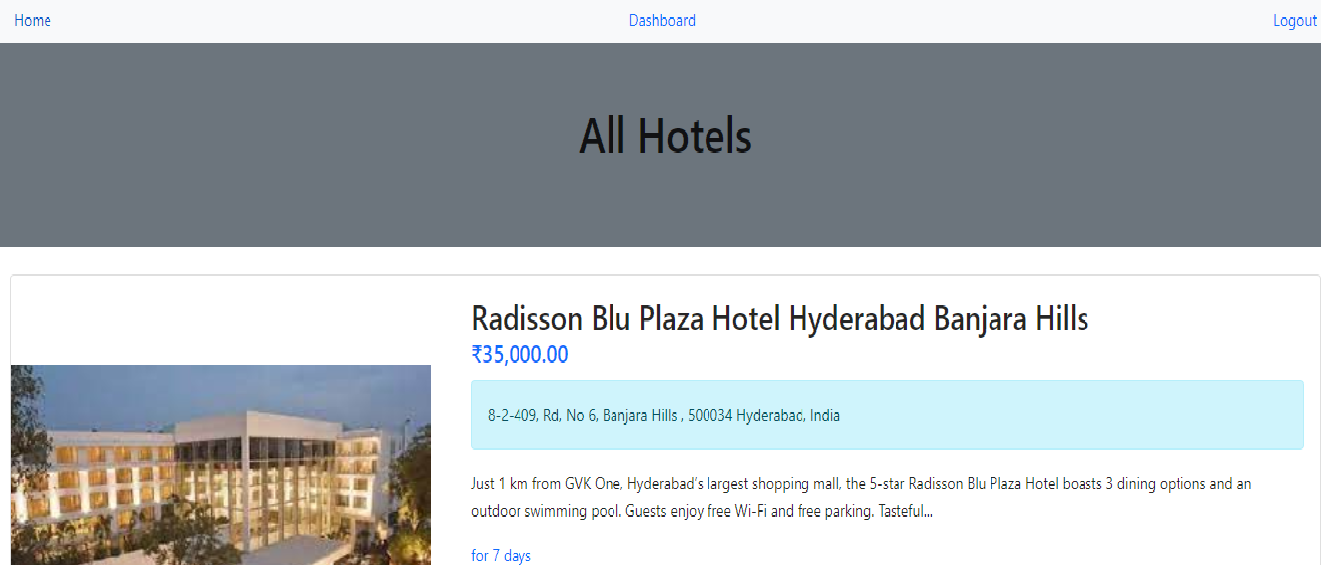 Home Dashboard Logout
All Hotels
Radisson Blu Plaza Hotel Hyderabad Banjara Hills
₹35,000.00
8-2-409, Rd, No 6, Banjara Hills , 500034 Hyderabad, India
Just 1 km from GVK One, Hyderabad's largest shopping mall, the 5-star Radisson Blu Plaza Hotel boasts 3 dining options and an
outdoor swimming pool. Guests enjoy free Wi-Fi and free parking. Tasteful...
for 7 days